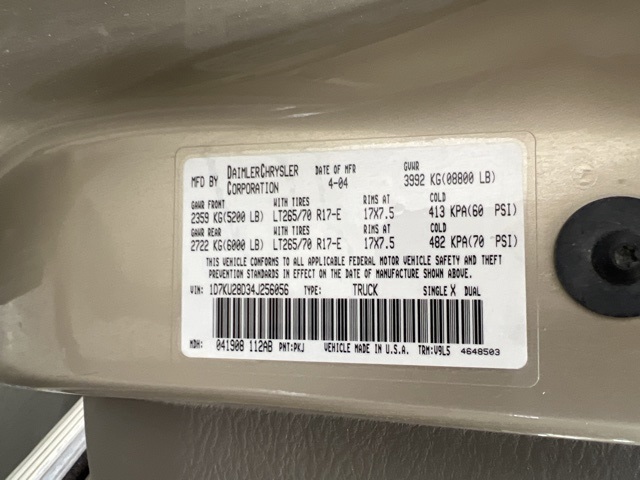 MFD BY DAIMLERCHRYSLER CORPORATION DATE OF MFR 4-04 GVWR 3992 KG(08800 LB)
GAWR FRONT WITH TIRES RIMS AT COLD
2359 KG(5200 LB) LT265/70 R17-E 17X7.5 413 KPA(60 PSI)
GAWR REAR WITH TIRES RIMS AT COLD
2722 KG(6000 LB) LT265/70 R17-E 17X7.5 482 KPA(70 PSI)
THIS VEHICLE CONFORMS TO ALL APPLICABLE FEDERAL MOTOR VEHICLE SAFETY AND THEFT
PREVENTION STANDARDS IN EFFECT ON THE DATE OF MANUFACTURE SHOWN ABOVE.
VIN: 1D7KU28D34J256056 TYPE: TRUCK SINGLE X DUAL
MDH: 041908 112AB PNT:PKJ VEHICLE MADE IN U.S.A. TRM:V9L5 4648503